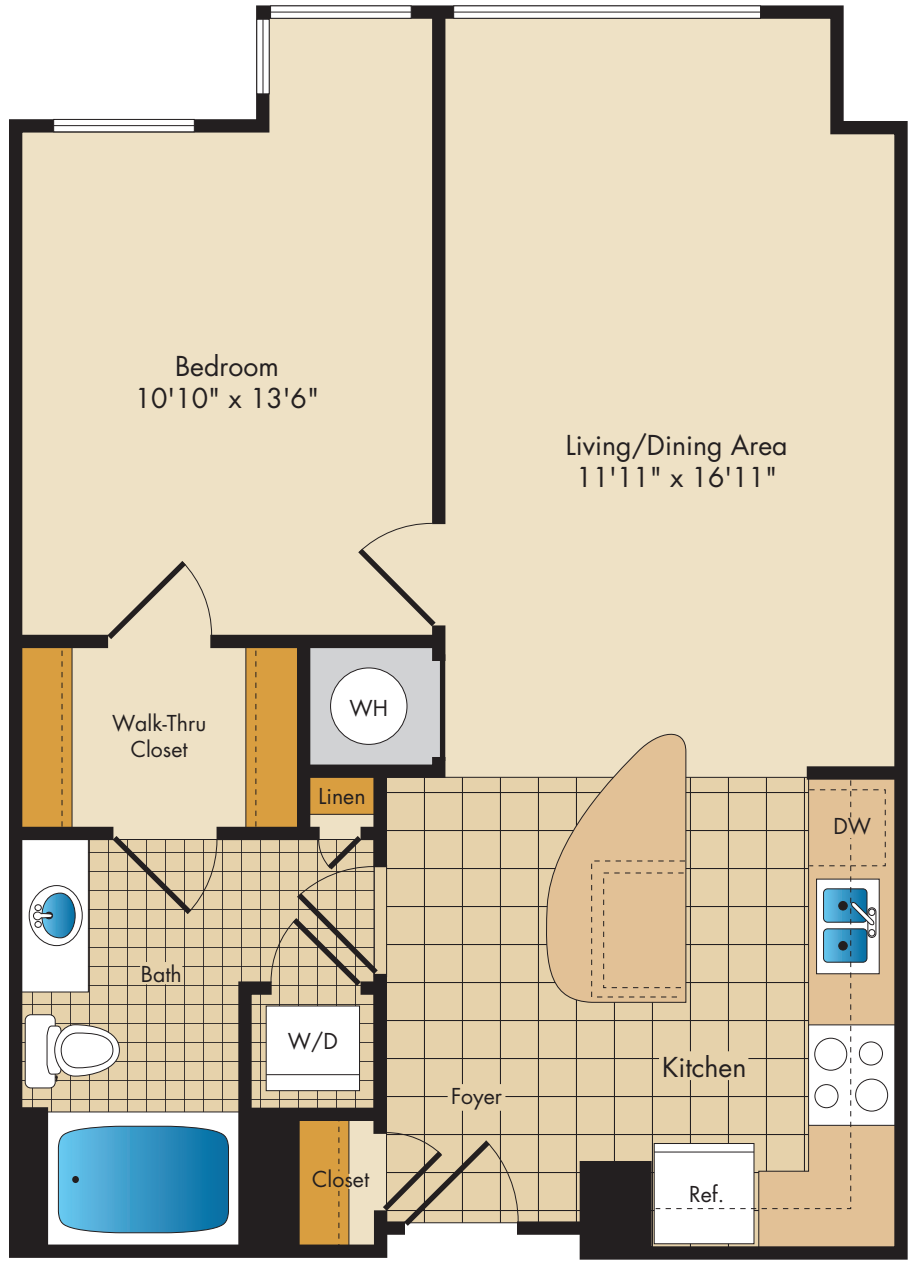 Bedroom
10'10" x 13'6"
Living/Dining Area
11'11" x 16'11"
Walk-Thru
Closet
WH
Linen
DW
Bath
W/D
Kitchen
Foyer
Closet
Ref.